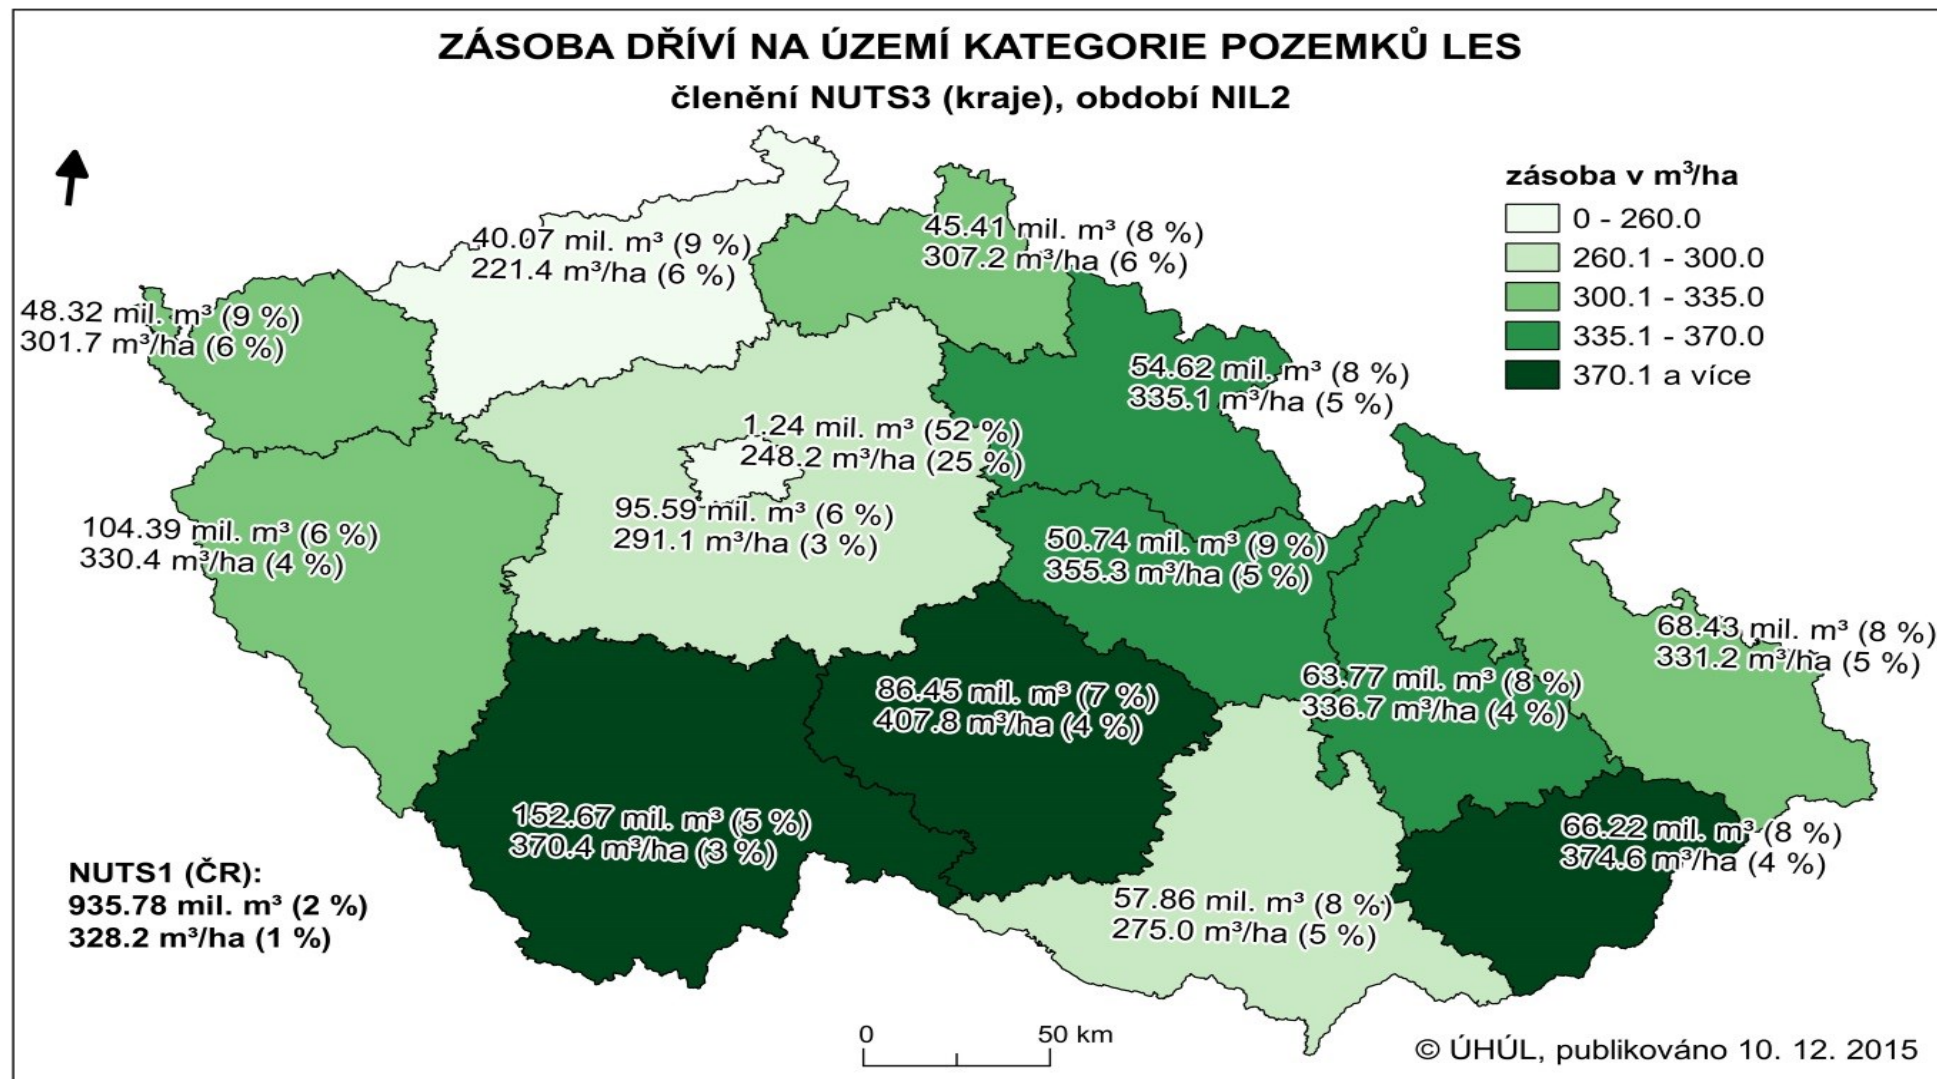 ZÁSOBA DŘÍVÍ NA ÚZEMÍ KATEGORIE POZEMKŮ LES
členění NUTS3 (kraje), období NIL2
zásoba v m³/ha
0 - 260.0
260.1 - 300.0
300.1 - 335.0
335.1 - 370.0
370.1 a více
45.41 mil. m³ (8 %)
307.2 m³/ha (6 %)
40.07 mil. m³ (9 %)
221.4 m³/ha (6 %)
48.32 mil. m³ (9 %)
301.7 m³/ha (6 %)
54.62 mil. m³ (8 %)
335.1 m³/ha (5 %)
1.24 mil. m³ (52 %)
248.2 m³/ha (25 %)
95.59 mil. m³ (6 %)
291.1 m³/ha (3 %)
104.39 mil. m³ (6 %)
330.4 m³/ha (4 %)
50.74 mil. m³ (9 %)
355.3 m³/ha (5 %)
68.43 mil. m³ (8 %)
331.2 m³/ha (5 %)
63.77 mil. m³ (8 %)
336.7 m³/ha (4 %)
86.45 mil. m³ (7 %)
407.8 m³/ha (4 %)
152.67 mil. m³ (5 %)
370.4 m³/ha (3 %)
66.22 mil. m³ (8 %)
374.6 m³/ha (4 %)
57.86 mil. m³ (8 %)
275.0 m³/ha (5 %)
NUTS1 (ČR):
935.78 mil. m³ (2 %)
328.2 m³/ha (1 %)
0 50 km
© ÚHÚL, publikováno 10. 12. 2015